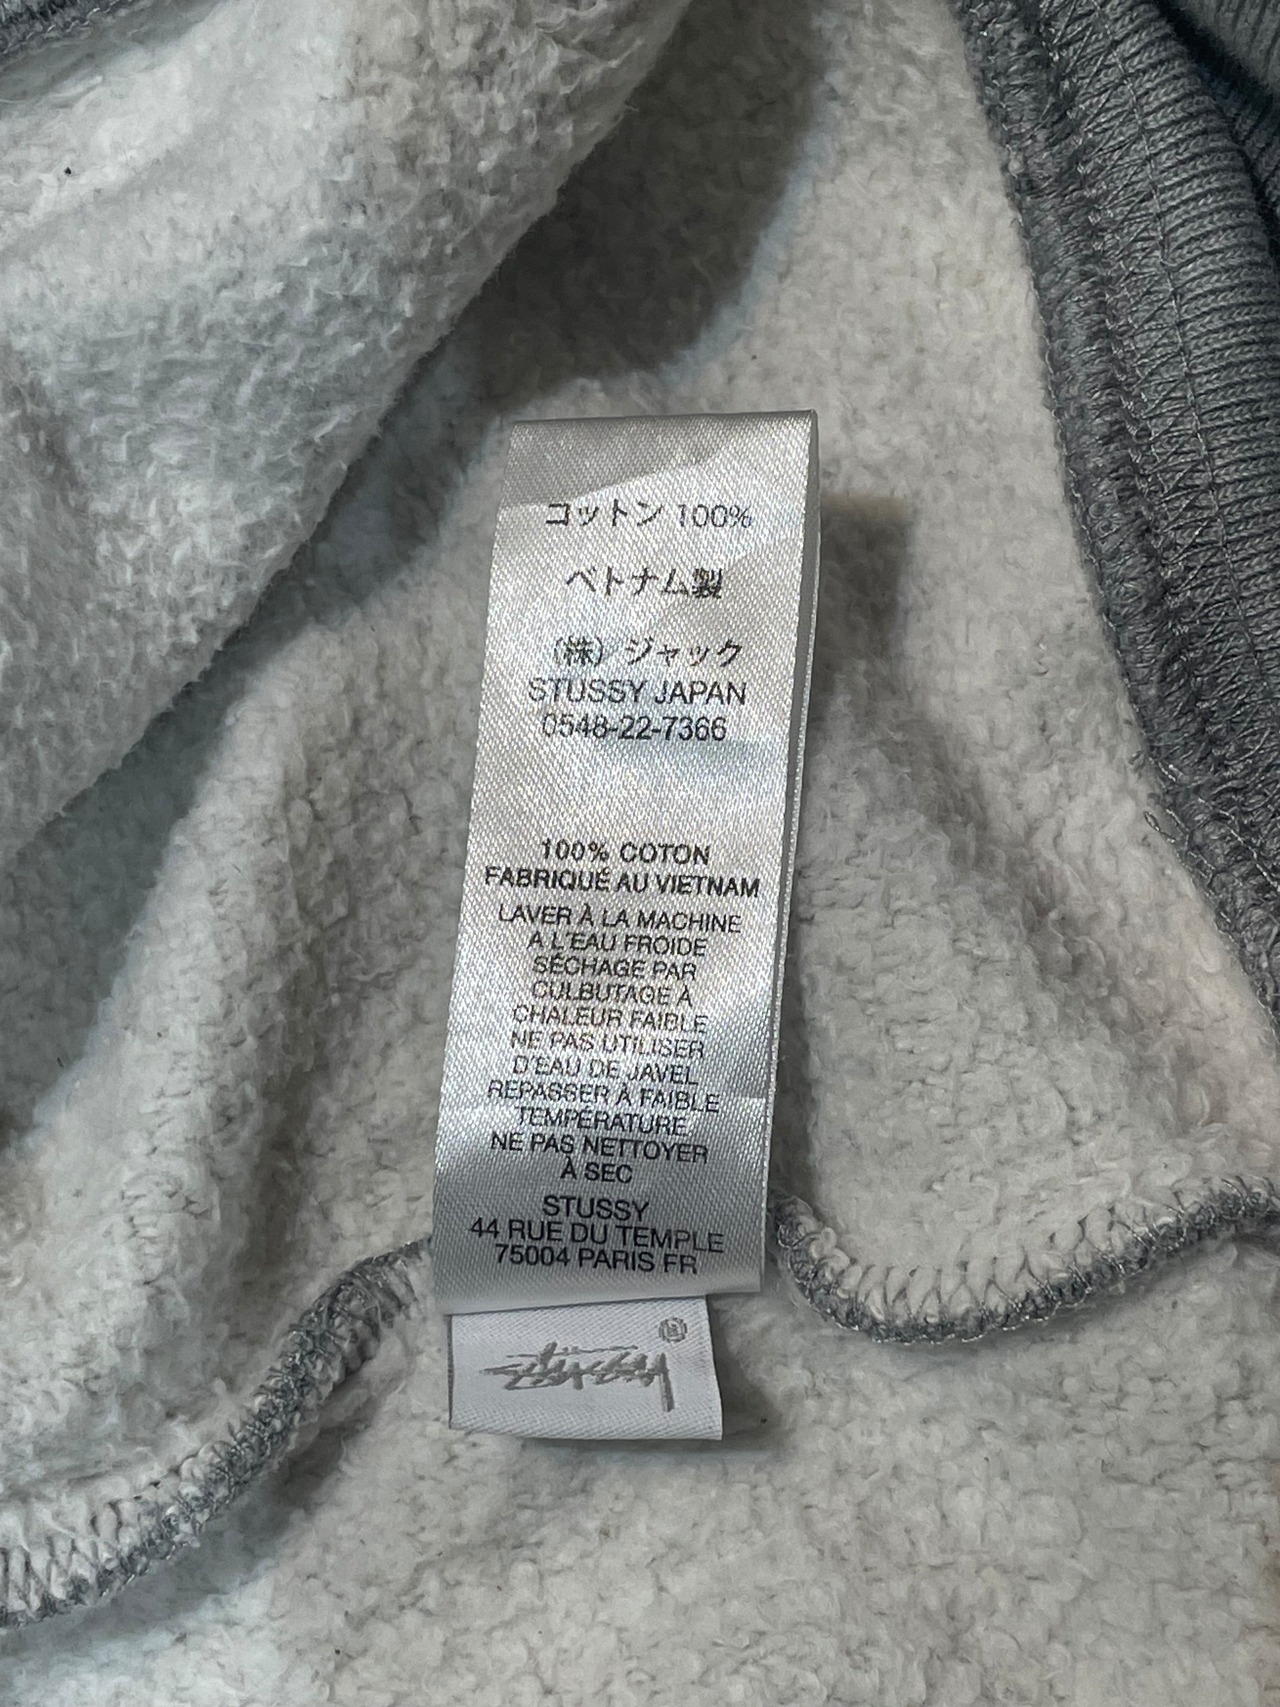 コットン 100%
ベトナム製
(株) ジャック
STUSSY JAPAN
0548-22-7366
100% COTON
FABRIQUÉ AU VIETNAM
LAVER À LA MACHINE
A L'EAU FROIDE
SÉCHAGE PAR
CULBUTAGE À
CHALEUR FAIBLE
NE PAS UTILISER
D'EAU DE JAVEL
REPASSER À FAIBLE
TEMPÉRATURE
NE PAS NETTOYER
À SEC
STUSSY
44 RUE DU TEMPLE
75004 PARIS FR
Stüssy ®